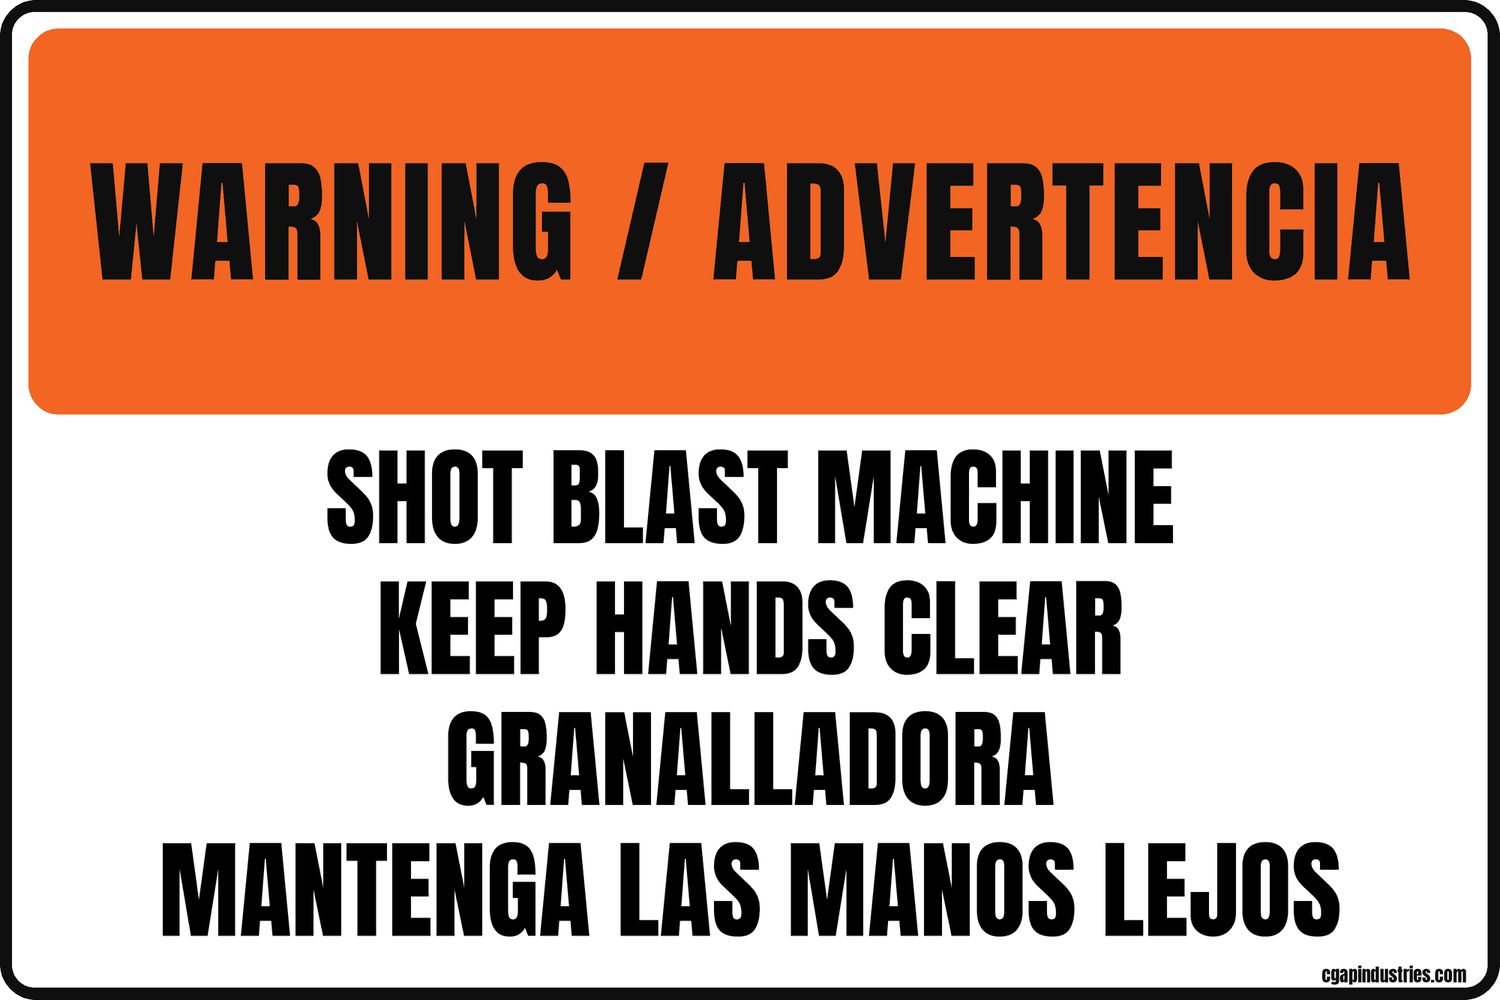 WARNING / ADVERTENCIA
SHOT BLAST MACHINE
KEEP HANDS CLEAR
GRANALLADORA
MANTENGA LAS MANOS LEJOS
cgapindustries.com